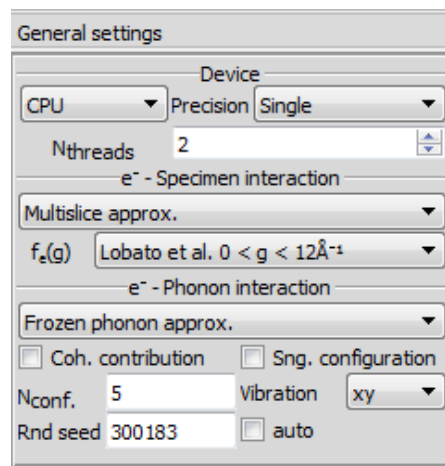 General settings
Device
CPU Precision Single
Nthreads 2
e⁻ - Specimen interaction
Multislice approx.
fₑ(g) Lobato et al. 0 < g < 12Å⁻¹
e⁻ - Phonon interaction
Frozen phonon approx.
Coh. contribution Sng. configuration
Nconf. 5 Vibration xy
Rnd seed 300183 auto